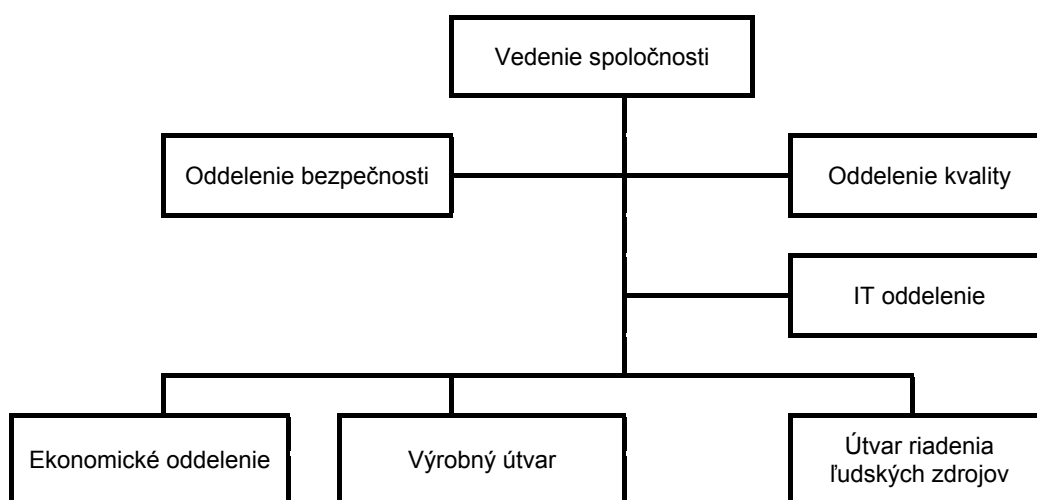 Vedenie spoločnosti
Oddelenie bezpečnosti
Oddelenie kvality
IT oddelenie
Ekonomické oddelenie
Výrobný útvar
Útvar riadenia
ľudských zdrojov